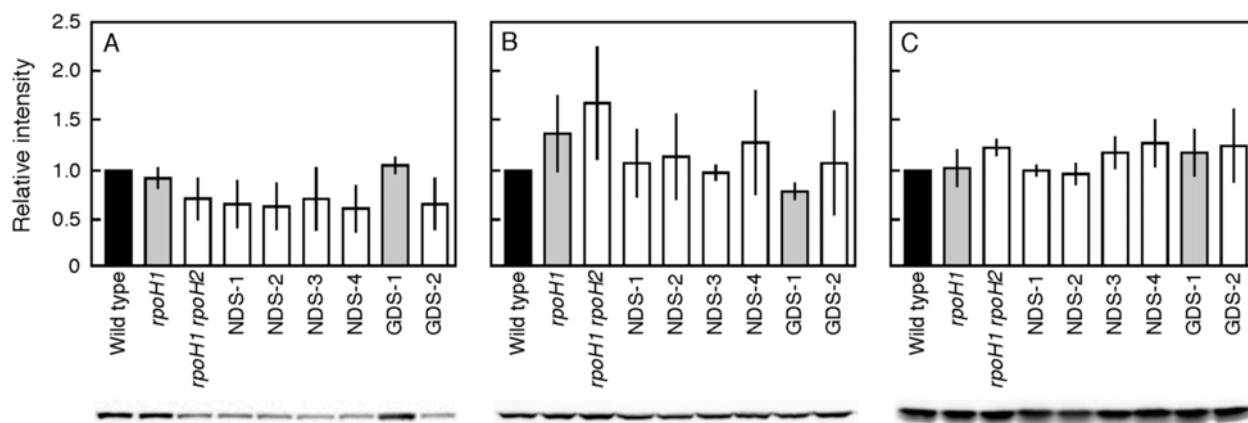 Relative intensity
2.5
2.0
1.5
1.0
0.5
0
A
B
C
Wild type
rpoH1
rpoH1 rpoH2
NDS-1
NDS-2
NDS-3
NDS-4
GDS-1
GDS-2
Wild type
rpoH1
rpoH1 rpoH2
NDS-1
NDS-2
NDS-3
NDS-4
GDS-1
GDS-2
Wild type
rpoH1
rpoH1 rpoH2
NDS-1
NDS-2
NDS-3
NDS-4
GDS-1
GDS-2